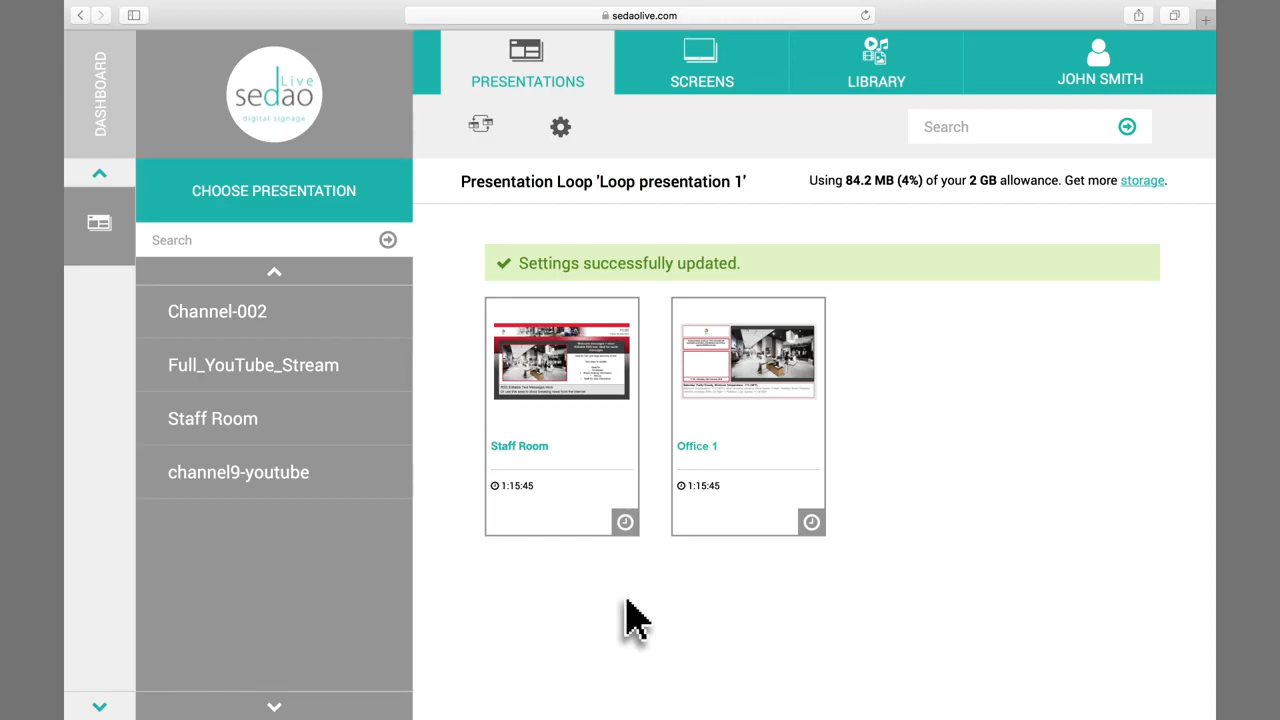 sedaolive.com
DASHBOARD
Live
sedao
digital signage
PRESENTATIONS
SCREENS
LIBRARY
JOHN SMITH
Search
CHOOSE PRESENTATION
Presentation Loop 'Loop presentation 1'
Using 84.2 MB (4%) of your 2 GB allowance. Get more storage.
Search
Settings successfully updated.
Channel-002
Full_YouTube_Stream
Staff Room
channel9-youtube
Staff Room
1:15:45
Office 1
1:15:45